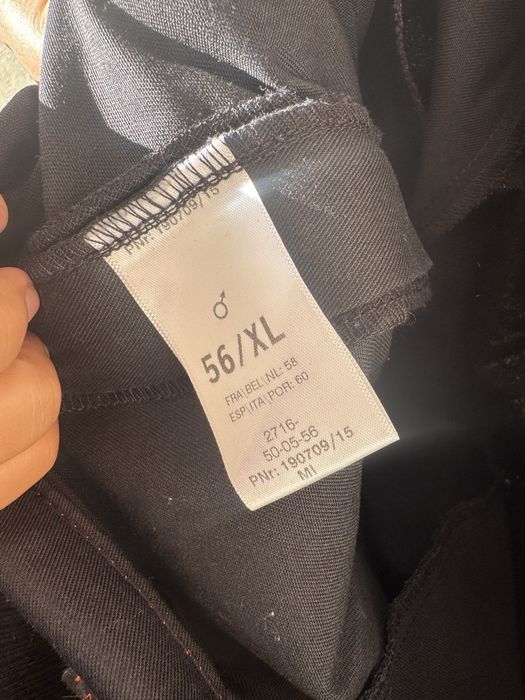 PNr: 190709/15
♂
56/XL
FRA|BEL|NL: 58
ESP|ITA|POR: 60
2716-
50-05-56
PNr: 190709/15
MI